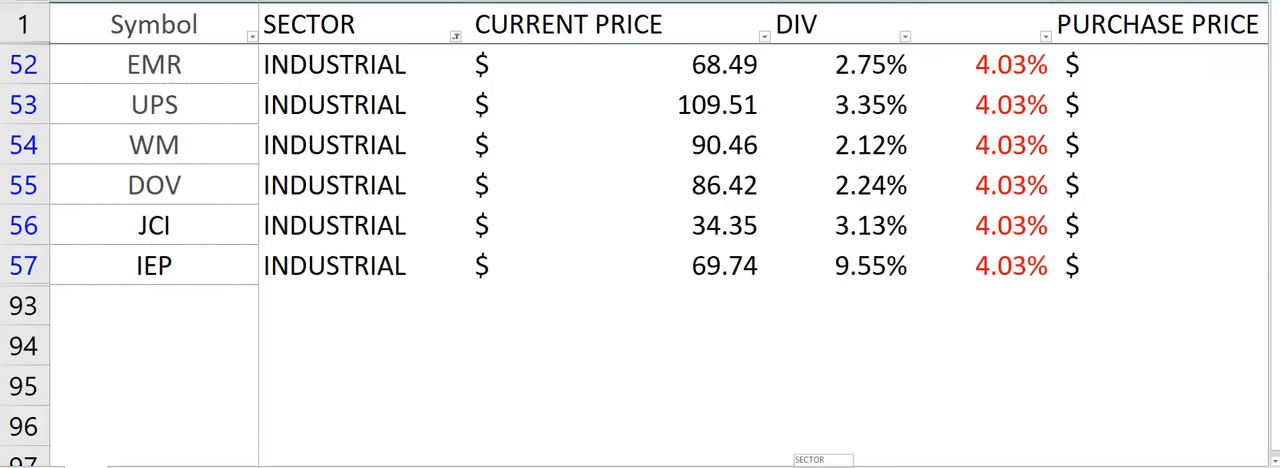 1 Symbol SECTOR CURRENT PRICE DIV PURCHASE PRICE
52 EMR INDUSTRIAL $ 68.49 2.75% 4.03% $
53 UPS INDUSTRIAL $ 109.51 3.35% 4.03% $
54 WM INDUSTRIAL $ 90.46 2.12% 4.03% $
55 DOV INDUSTRIAL $ 86.42 2.24% 4.03% $
56 JCI INDUSTRIAL $ 34.35 3.13% 4.03% $
57 IEP INDUSTRIAL $ 69.74 9.55% 4.03% $
93
94
95
96
97
SECTOR